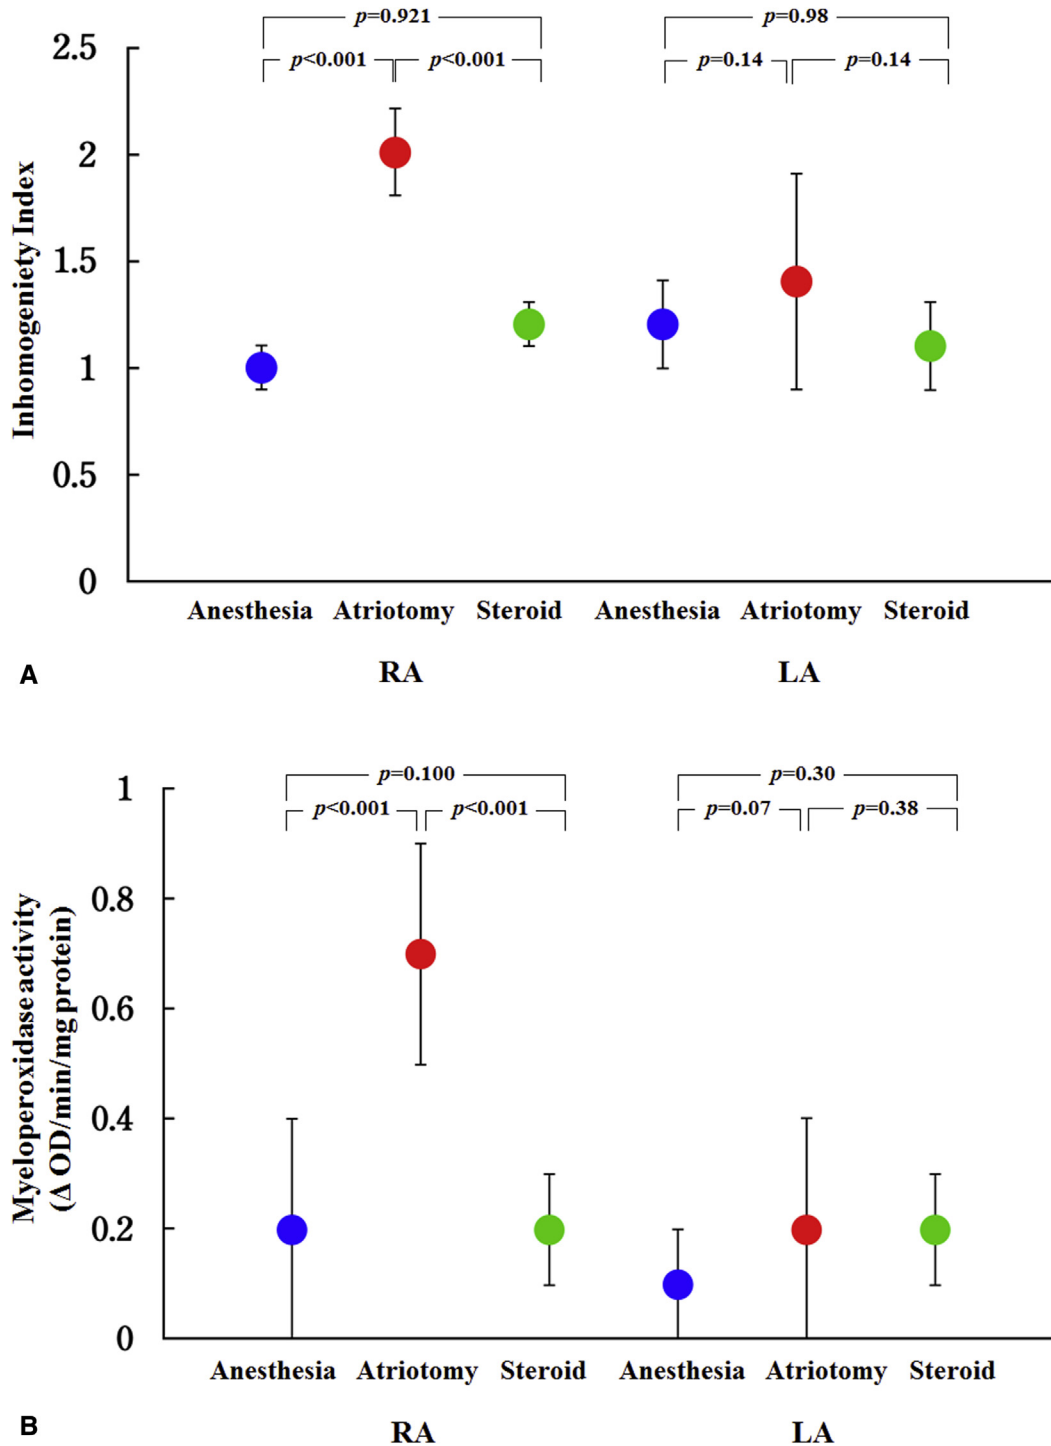 p=0.921
p=0.98
p<0.001
p<0.001
p=0.14
p=0.14
2.5
2
1.5
1
0.5
0
Inhomogeniety Index
Anesthesia Atriotomy Steroid Anesthesia Atriotomy Steroid
RA LA
A
p=0.100
p=0.30
p<0.001
p<0.001
p=0.07
p=0.38
1
0.8
0.6
0.4
0.2
0
Myeloperoxidase activity
(Δ OD/min/mg protein)
Anesthesia Atriotomy Steroid Anesthesia Atriotomy Steroid
RA LA
B